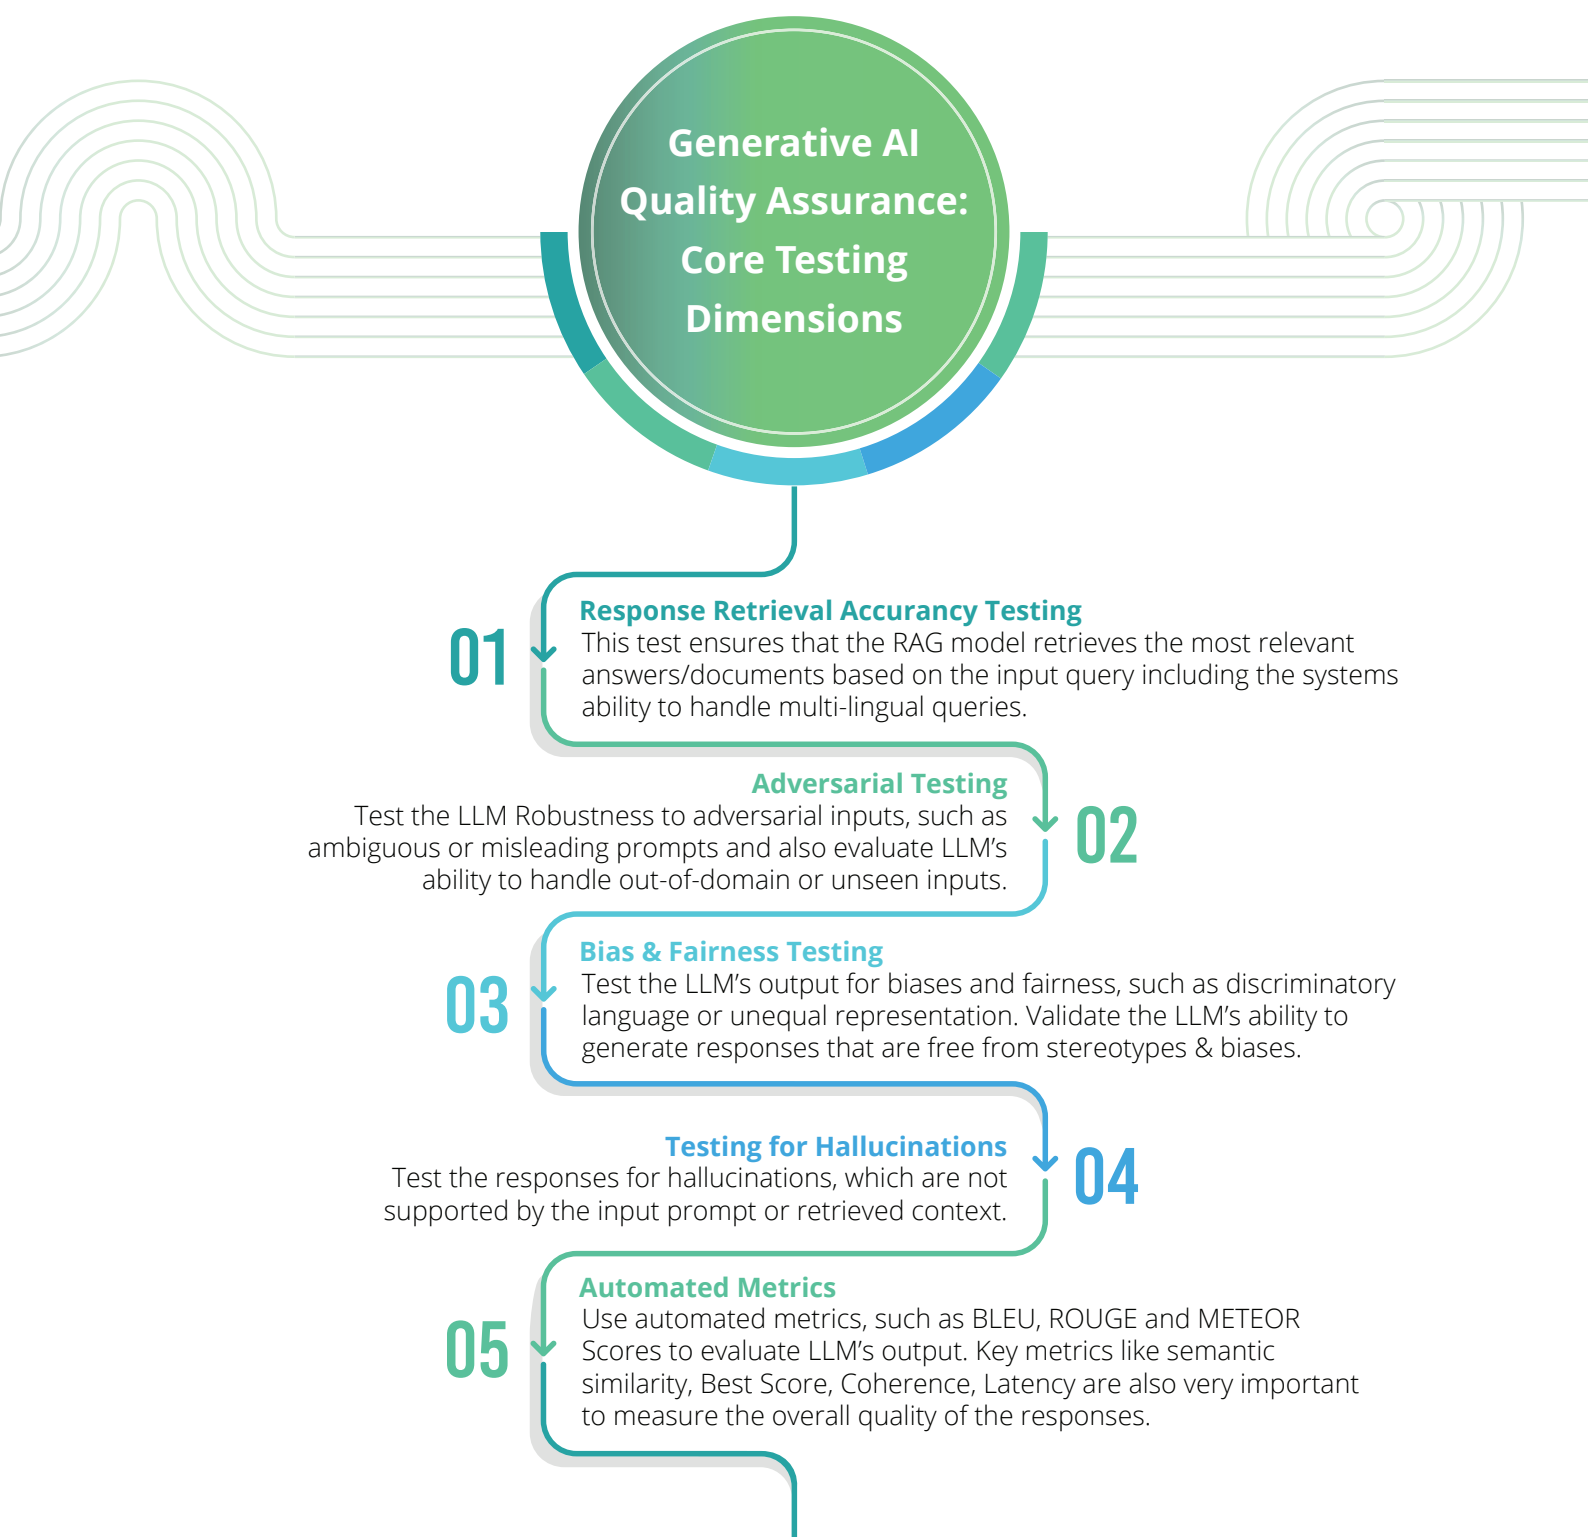 Generative AI
Quality Assurance:
Core Testing
Dimensions
01
Response Retrieval Accurancy Testing
This test ensures that the RAG model retrieves the most relevant
answers/documents based on the input query including the systems
ability to handle multi-lingual queries.
Adversarial Testing
Test the LLM Robustness to adversarial inputs, such as
ambiguous or misleading prompts and also evaluate LLM’s
ability to handle out-of-domain or unseen inputs.
02
03
Bias & Fairness Testing
Test the LLM’s output for biases and fairness, such as discriminatory
language or unequal representation. Validate the LLM’s ability to
generate responses that are free from stereotypes & biases.
Testing for Hallucinations
Test the responses for hallucinations, which are not
supported by the input prompt or retrieved context.
04
05
Automated Metrics
Use automated metrics, such as BLEU, ROUGE and METEOR
Scores to evaluate LLM’s output. Key metrics like semantic
similarity, Best Score, Coherence, Latency are also very important
to measure the overall quality of the responses.